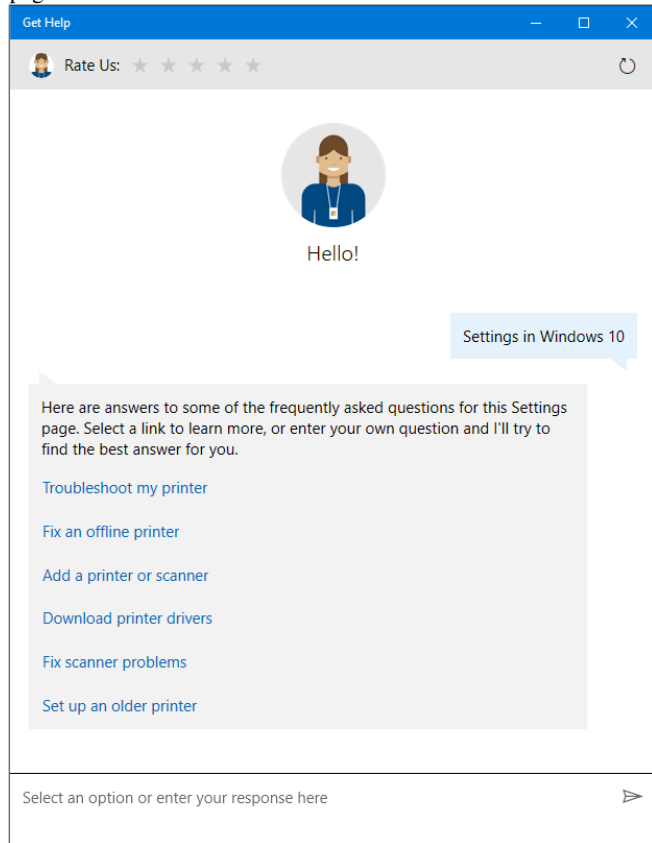 Get Help
Rate Us:
Hello!
Settings in Windows 10
Here are answers to some of the frequently asked questions for this Settings
page. Select a link to learn more, or enter your own question and I'll try to
find the best answer for you.
Troubleshoot my printer
Fix an offline printer
Add a printer or scanner
Download printer drivers
Fix scanner problems
Set up an older printer
Select an option or enter your response here